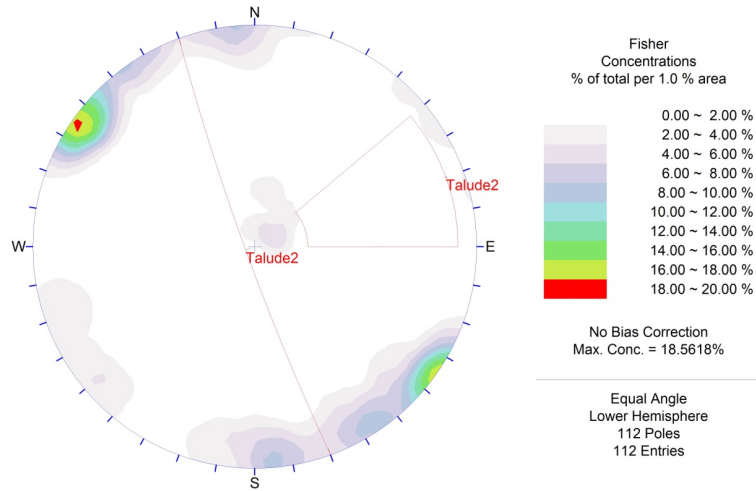 N
W
E
S
Talude2
Talude2
Fisher
Concentrations
% of total per 1.0 % area
0.00 ~ 2.00 %
2.00 ~ 4.00 %
4.00 ~ 6.00 %
6.00 ~ 8.00 %
8.00 ~ 10.00 %
10.00 ~ 12.00 %
12.00 ~ 14.00 %
14.00 ~ 16.00 %
16.00 ~ 18.00 %
18.00 ~ 20.00 %
No Bias Correction
Max. Conc. = 18.5618%
Equal Angle
Lower Hemisphere
112 Poles
112 Entries